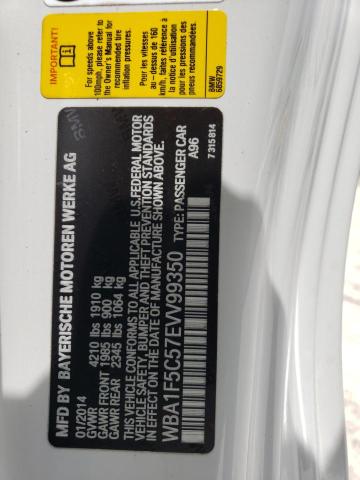 IMPORTANT!
For speeds above
100mph, please refer to
the Owner's Manual for
recommended tire
inflation pressures.
Pour les vitesses
au-dessus de 160
km/h, faites vous référer à
la notice d'utilisation
pour les pressions des
pneus recommandées.
BMW
6859729
MFD BY BAYERISCHE MOTOREN WERKE AG
01/2014
GVWR 4210 lbs 1910 kg
GAWR FRONT 1985 lbs 900 kg
GAWR REAR 2345 lbs 1064 kg
THIS VEHICLE CONFORMS TO ALL APPLICABLE U.S.FEDERAL MOTOR
VEHICLE SAFETY, BUMPER AND THEFT PREVENTION STANDARDS
IN EFFECT ON THE DATE OF MANUFACTURE SHOWN ABOVE.
WBA1F5C57EVV99350 TYPE: PASSENGER CAR
A96
7315814